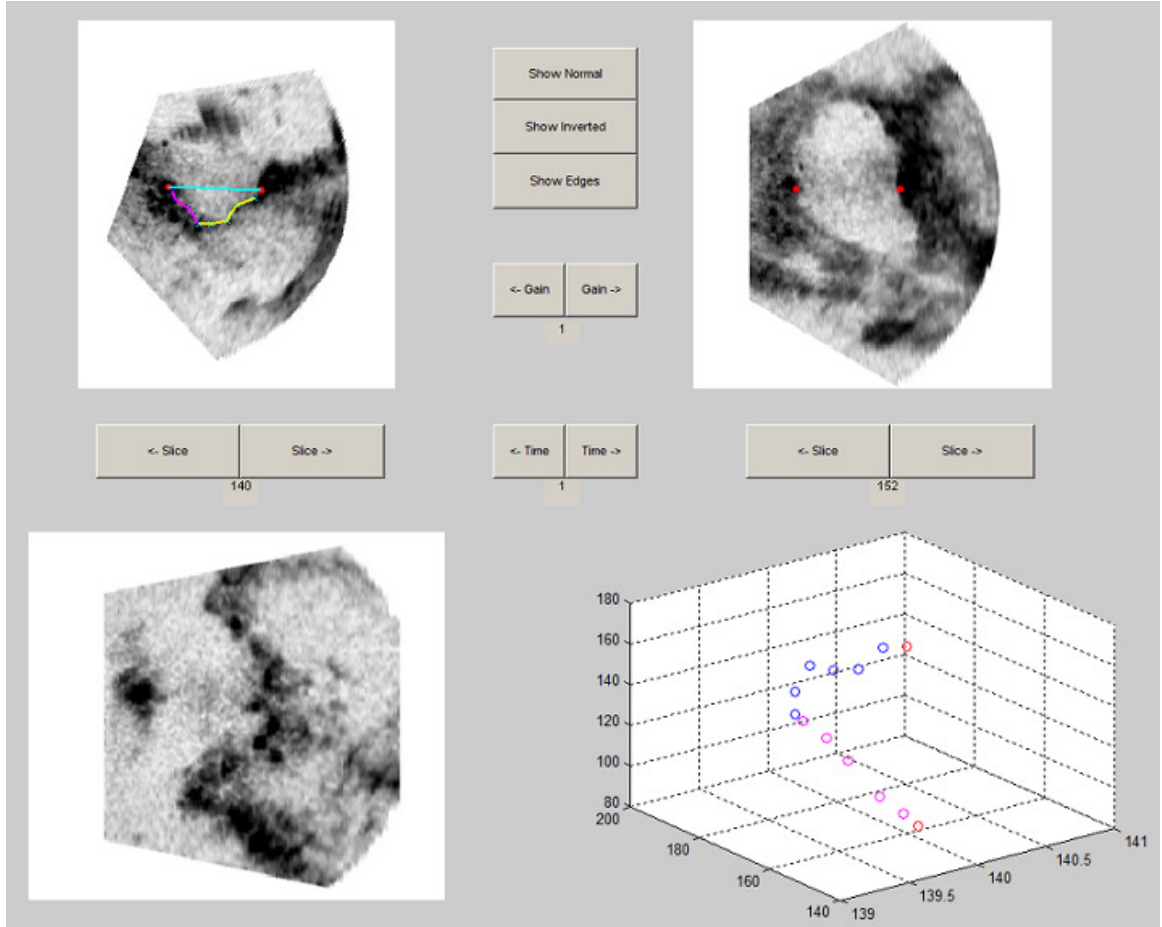 Show Normal
Show Inverted
Show Edges
<- Gain Gain ->
1
<- Slice Slice ->
140
<- Time Time ->
1
<- Slice Slice ->
152
180
160
140
120
100
80
200
180
160
140
139
139.5
140
140.5
141